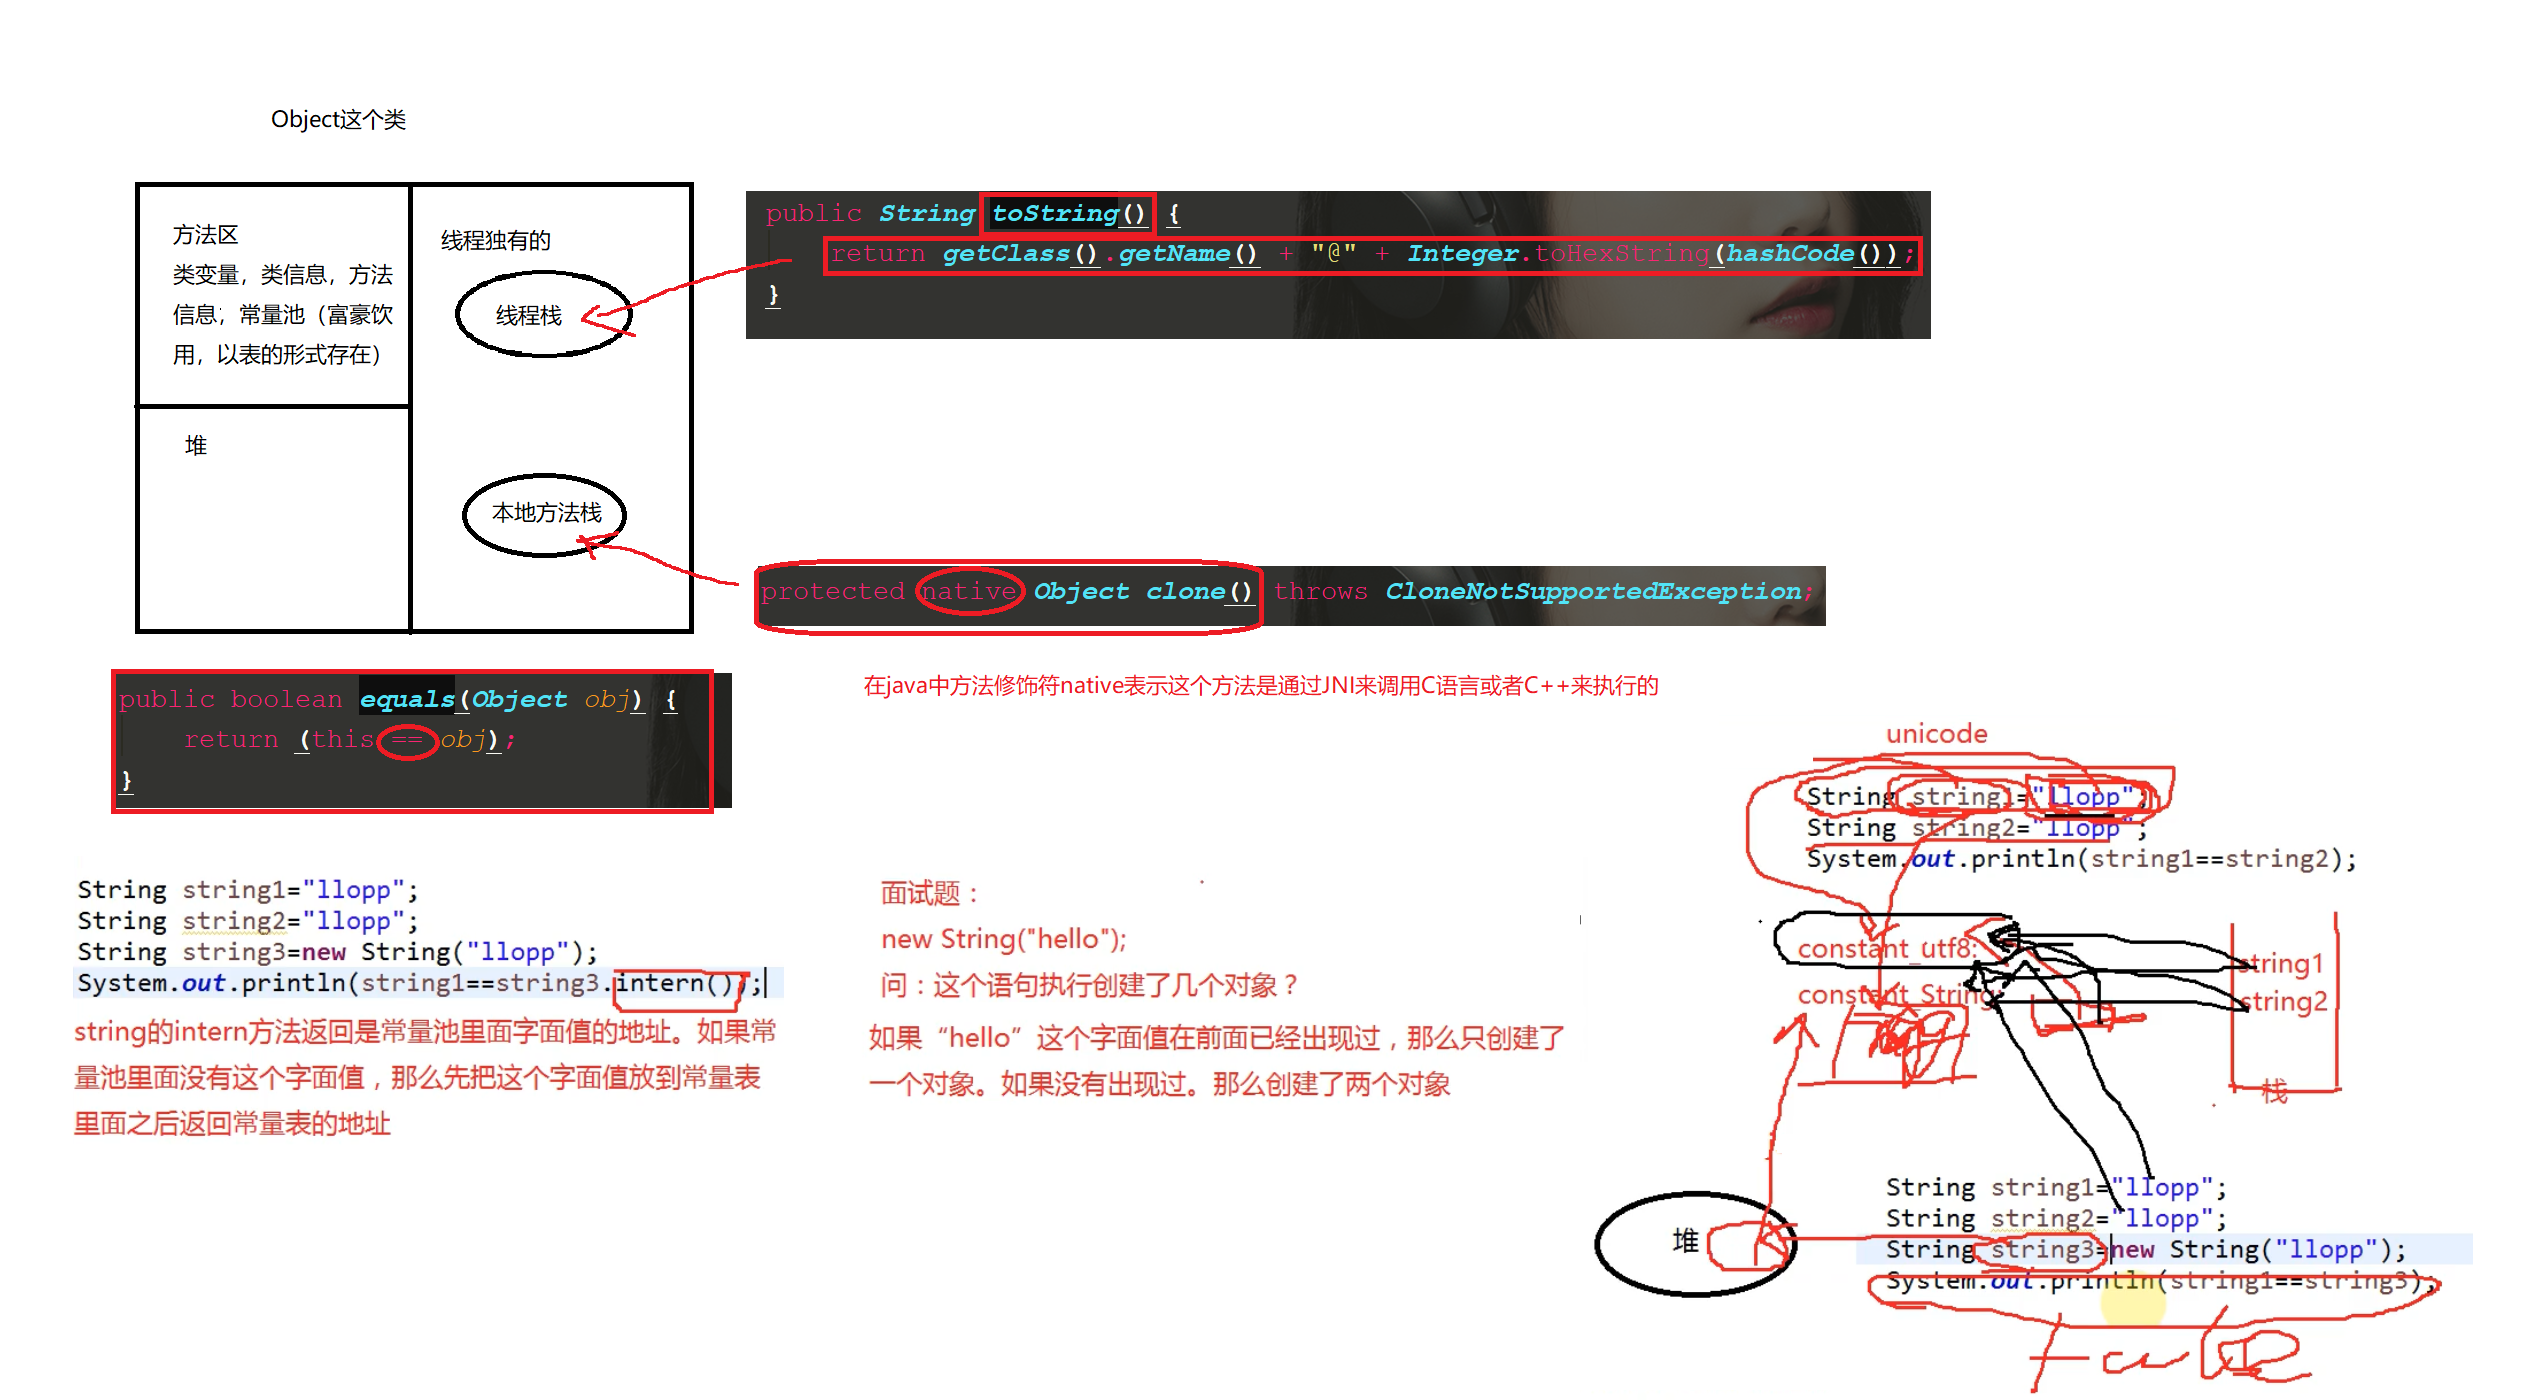 Object这个类
方法区
类变量，类信息，方法
信息；常量池（富豪饮
用，以表的形式存在）
线程独有的
线程栈
堆
本地方法栈
public String toString() {
return getClass().getName() + "@" + Integer.toHexString(hashCode());
}
protected native Object clone() throws CloneNotSupportedException;
在java中方法修饰符native表示这个方法是通过JNI来调用C语言或者C++来执行的
public boolean equals(Object obj) {
return (this == obj);
}
String string1="llopp";
String string2="llopp";
String string3=new String("llopp");
System.out.println(string1==string3.intern());
string的intern方法返回是常量池里面字面值的地址。如果常
量池里面没有这个字面值，那么先把这个字面值放到常量表
里面之后返回常量表的地址
面试题：
new String("hello");
问：这个语句执行创建了几个对象？
如果“hello”这个字面值在前面已经出现过，那么只创建了
一个对象。如果没有出现过。那么创建了两个对象
unicode
String string1="llopp";
String string2="llopp";
System.out.println(string1==string2);
constant_utf8:
constant_String:
string1
string2
栈
堆
String string1="llopp";
String string2="llopp";
String string3=new String("llopp");
System.out.println(string1==string3);